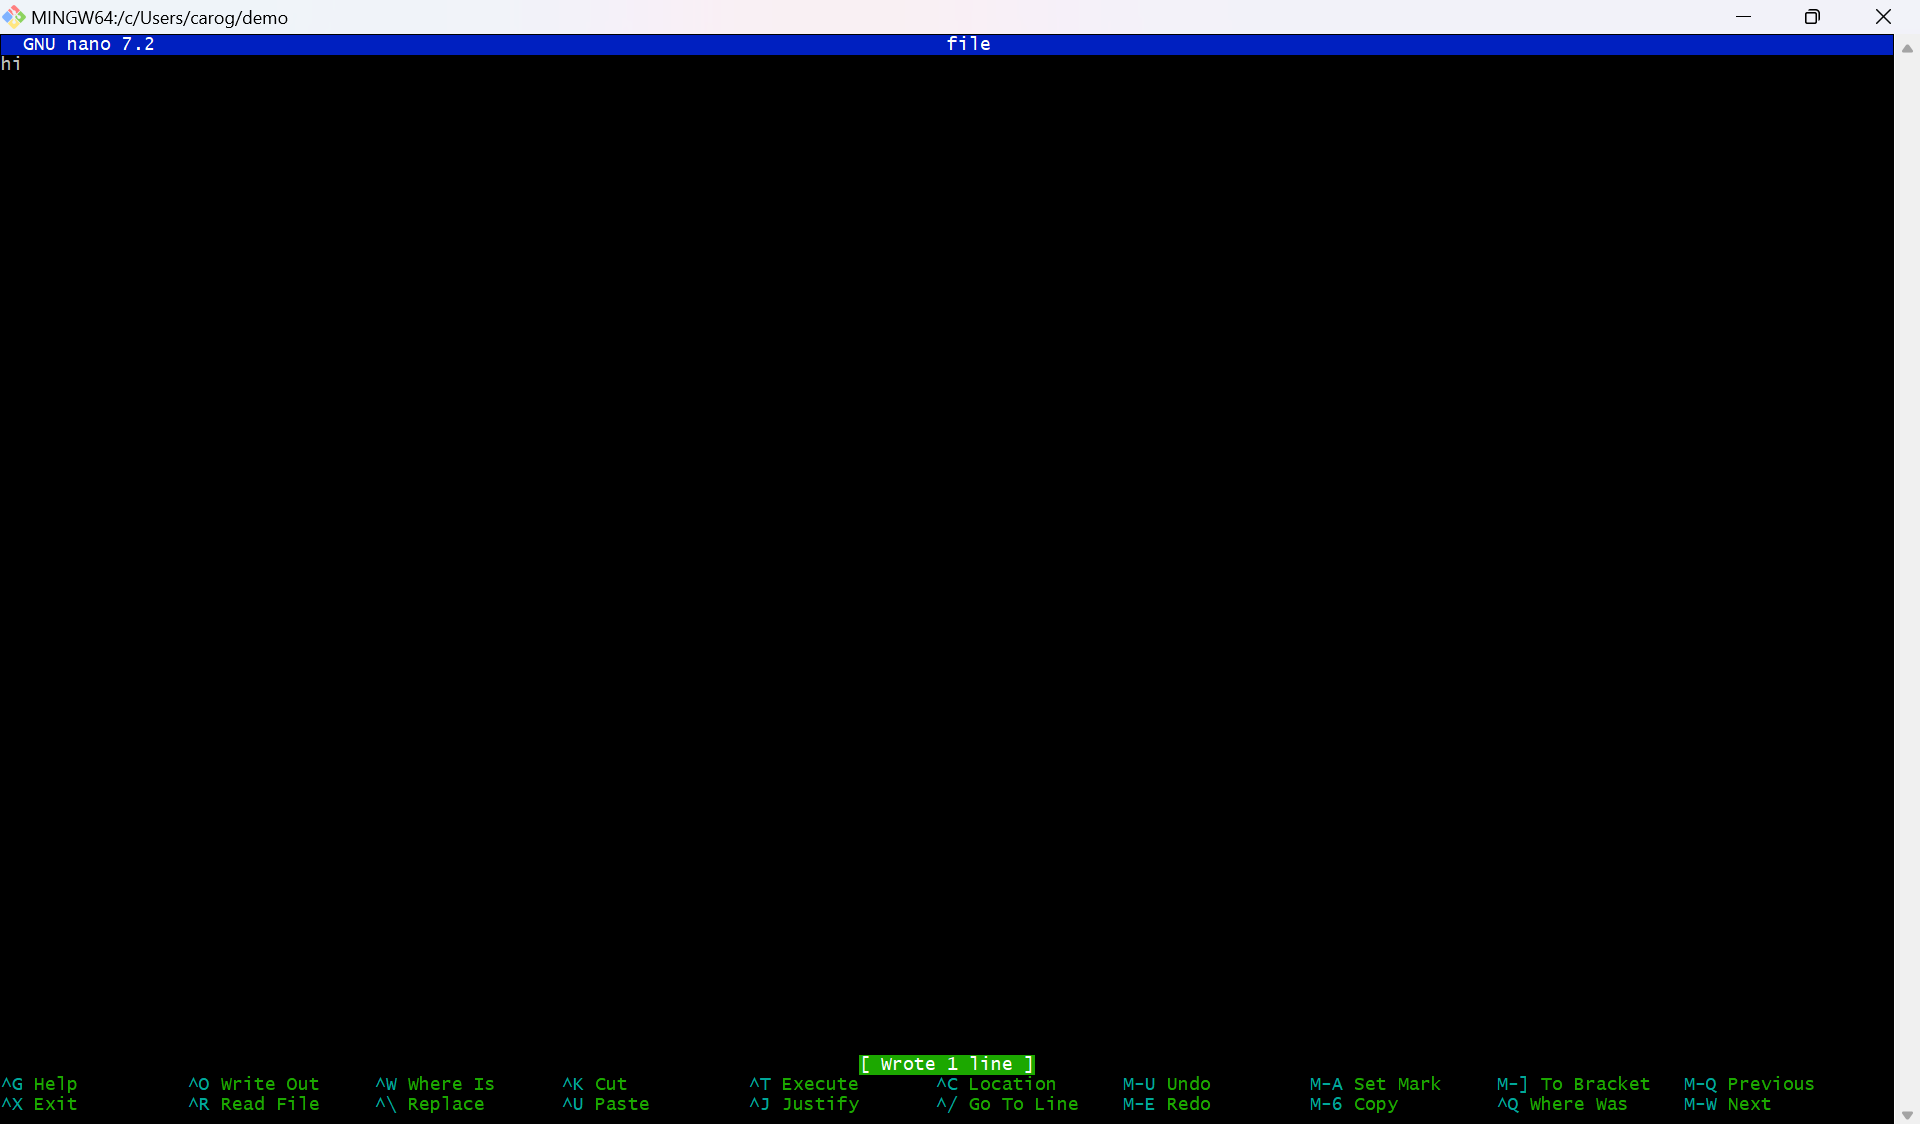 MINGW64:/c/Users/carog/demo
GNU nano 7.2 file
hi
[ Wrote 1 line ]
^G Help ^O Write Out ^W Where Is ^K Cut ^T Execute ^C Location M-U Undo M-A Set Mark M-] To Bracket M-Q Previous
^X Exit ^R Read File ^\ Replace ^U Paste ^J Justify ^/ Go To Line M-E Redo M-6 Copy ^Q Where Was M-W Next